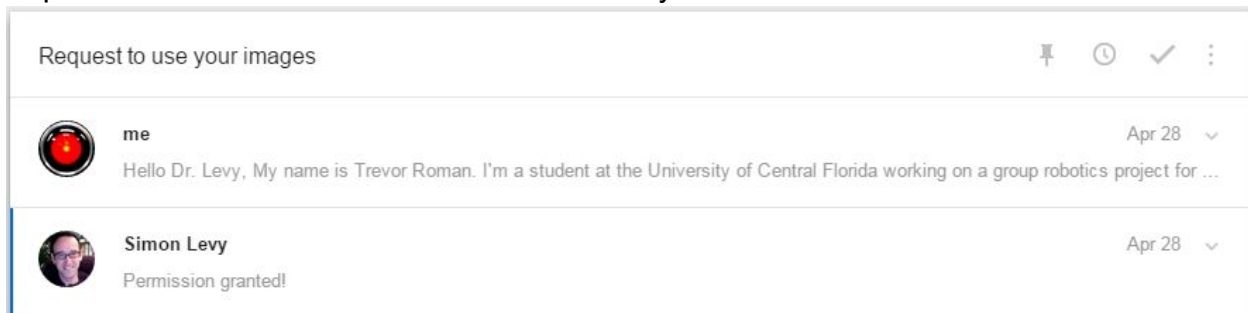 Request to use your images
me
Apr 28
Hello Dr. Levy, My name is Trevor Roman. I'm a student at the University of Central Florida working on a group robotics project for ...
Simon Levy
Apr 28
Permission granted!